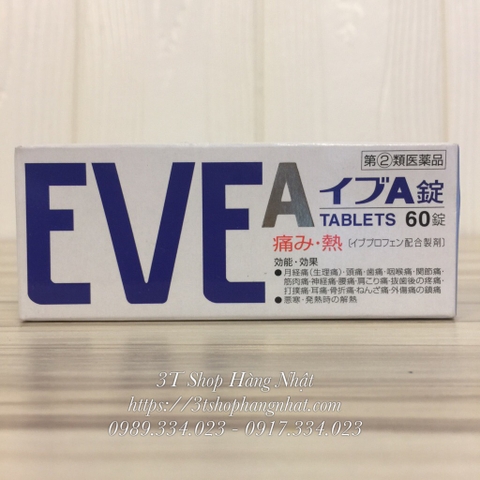 EVE A
指定第②類医薬品
イブA錠
TABLETS 60錠
痛み・熱 [イブプロフェン配合製剤]
効能・効果
●月経痛(生理痛)・頭痛・歯痛・咽喉痛・関節痛・
筋肉痛・神経痛・腰痛・肩こり痛・抜歯後の疼痛・
打撲痛・耳痛・骨折痛・ねんざ痛・外傷痛の鎮痛
●悪寒・発熱時の解熱
3T Shop Hàng Nhật
https://3tshophangnhat.com/
0989.334.023 - 0917.334.023